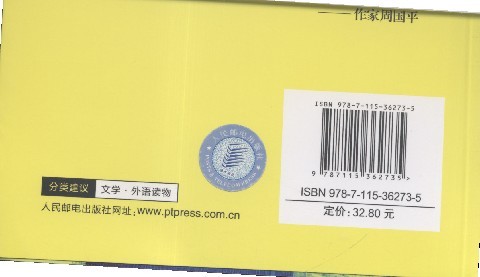 ——作家周国平
ISBN 978-7-115-36273-5
9 787115 362735 >
分类建议 文学·外语读物
人民邮电出版社网址：www.ptpress.com.cn
ISBN 978-7-115-36273-5
定价：32.80 元